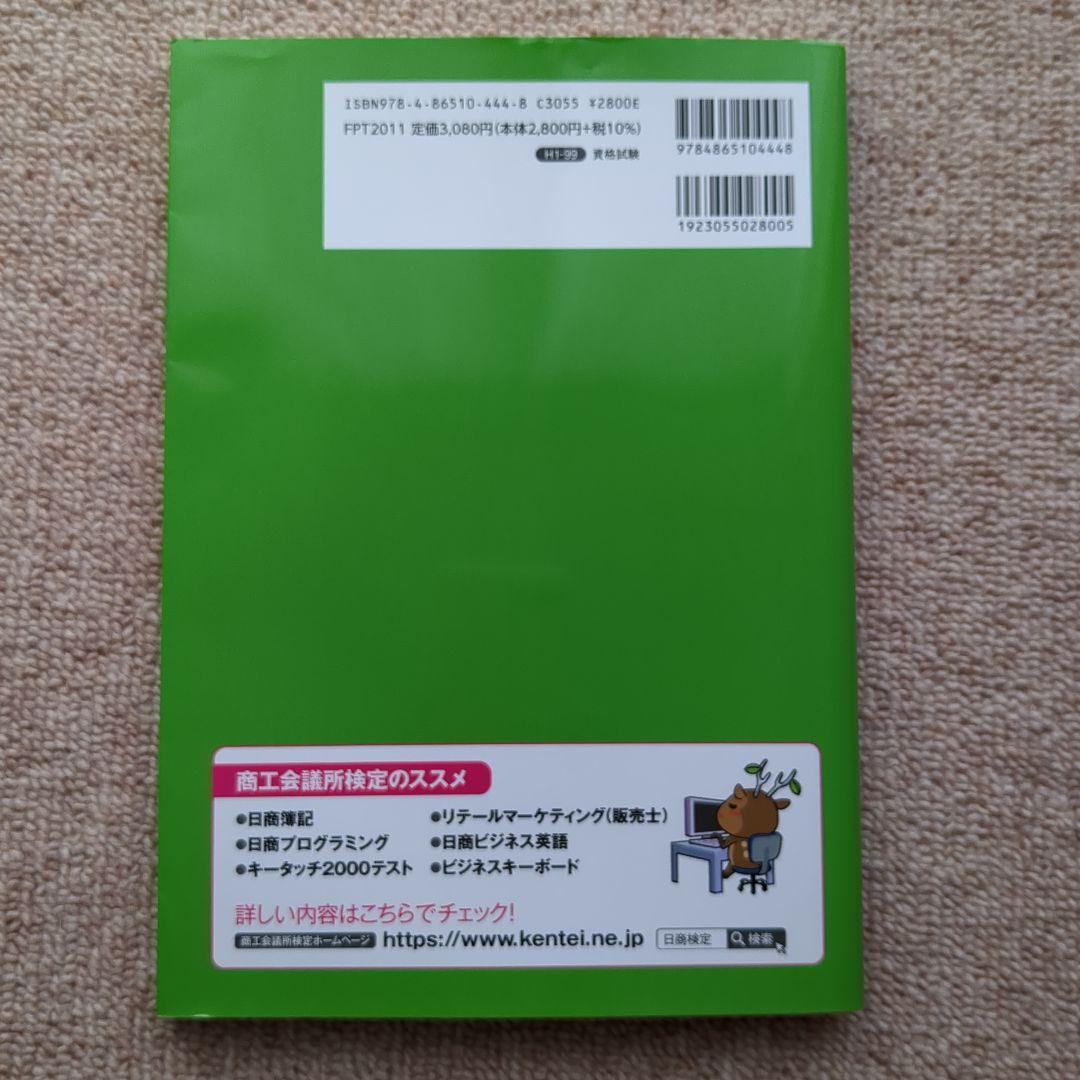 ISBN978-4-86510-444-8 C3055 ¥2800E
FPT2011 定価3,080円(本体2,800円+税10%)
H1-99 資格試験
9784865104448
1923055028005
商工会議所検定のススメ
●日商簿記
●リテールマーケティング(販売士)
●日商プログラミング
●日商ビジネス英語
●キータッチ2000テスト
●ビジネスキーボード
詳しい内容はこちらでチェック!
商工会議所検定ホームページ https://www.kentei.ne.jp 日商検定 検索